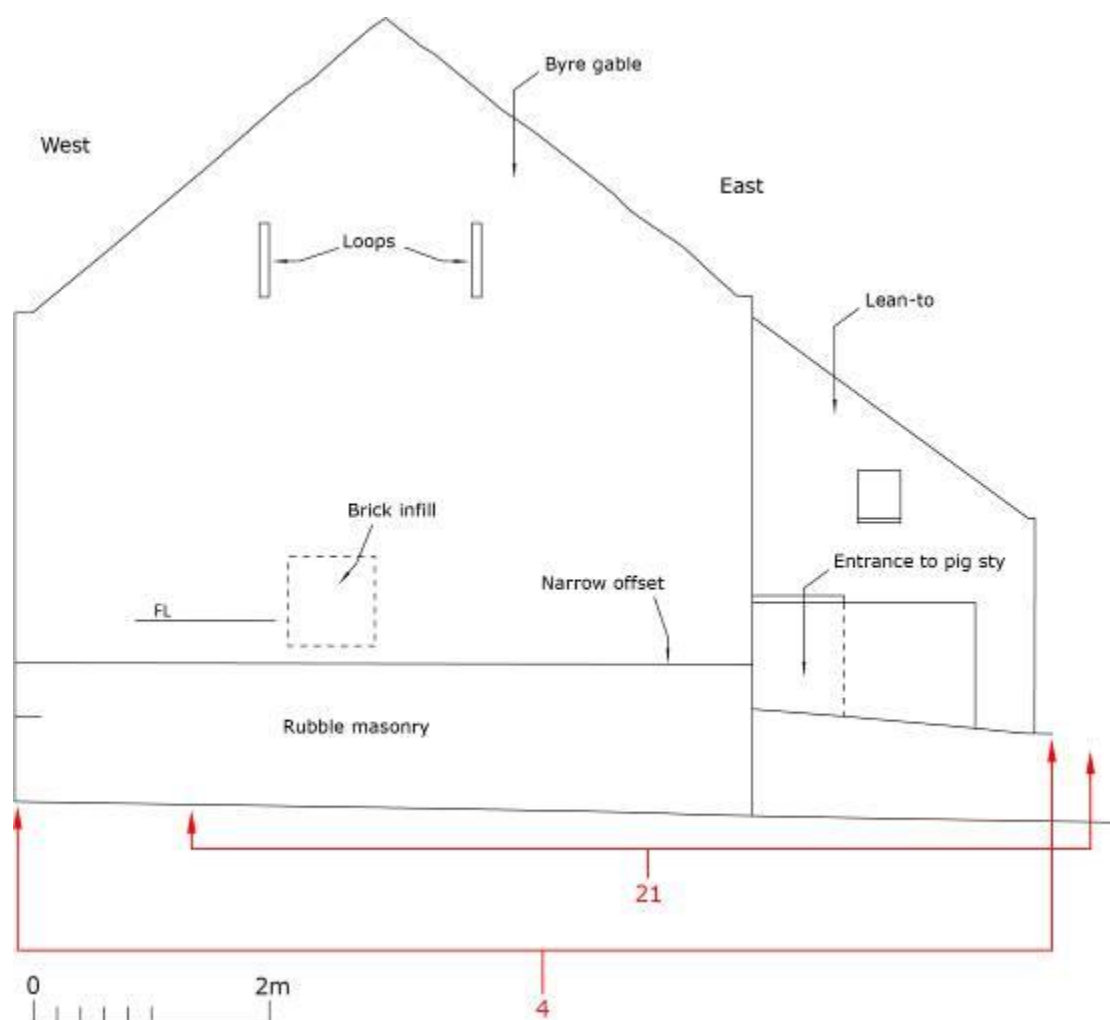 Byre gable
West
East
Loops
Lean-to
Brick infill
Entrance to pig sty
Narrow offset
FL
Rubble masonry
21
4
0
2m